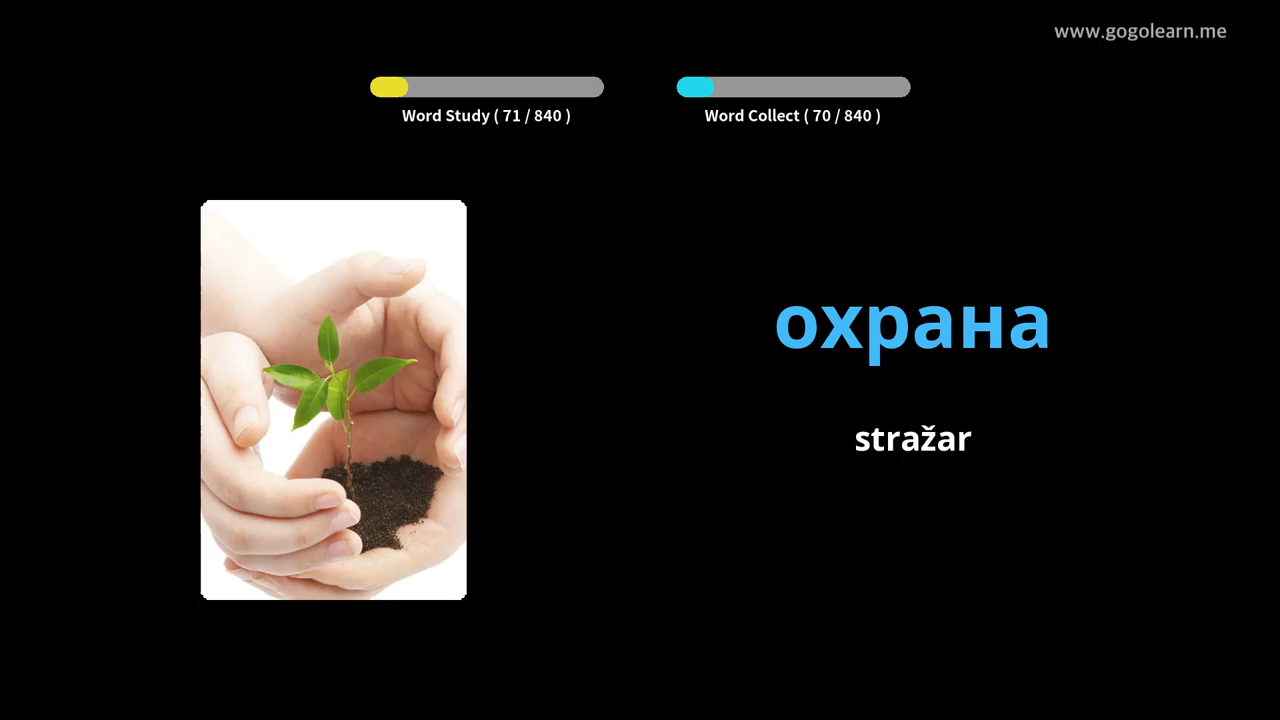 www.gogolearn.me
Word Study ( 71 / 840 )
Word Collect ( 70 / 840 )
охрана
stražar